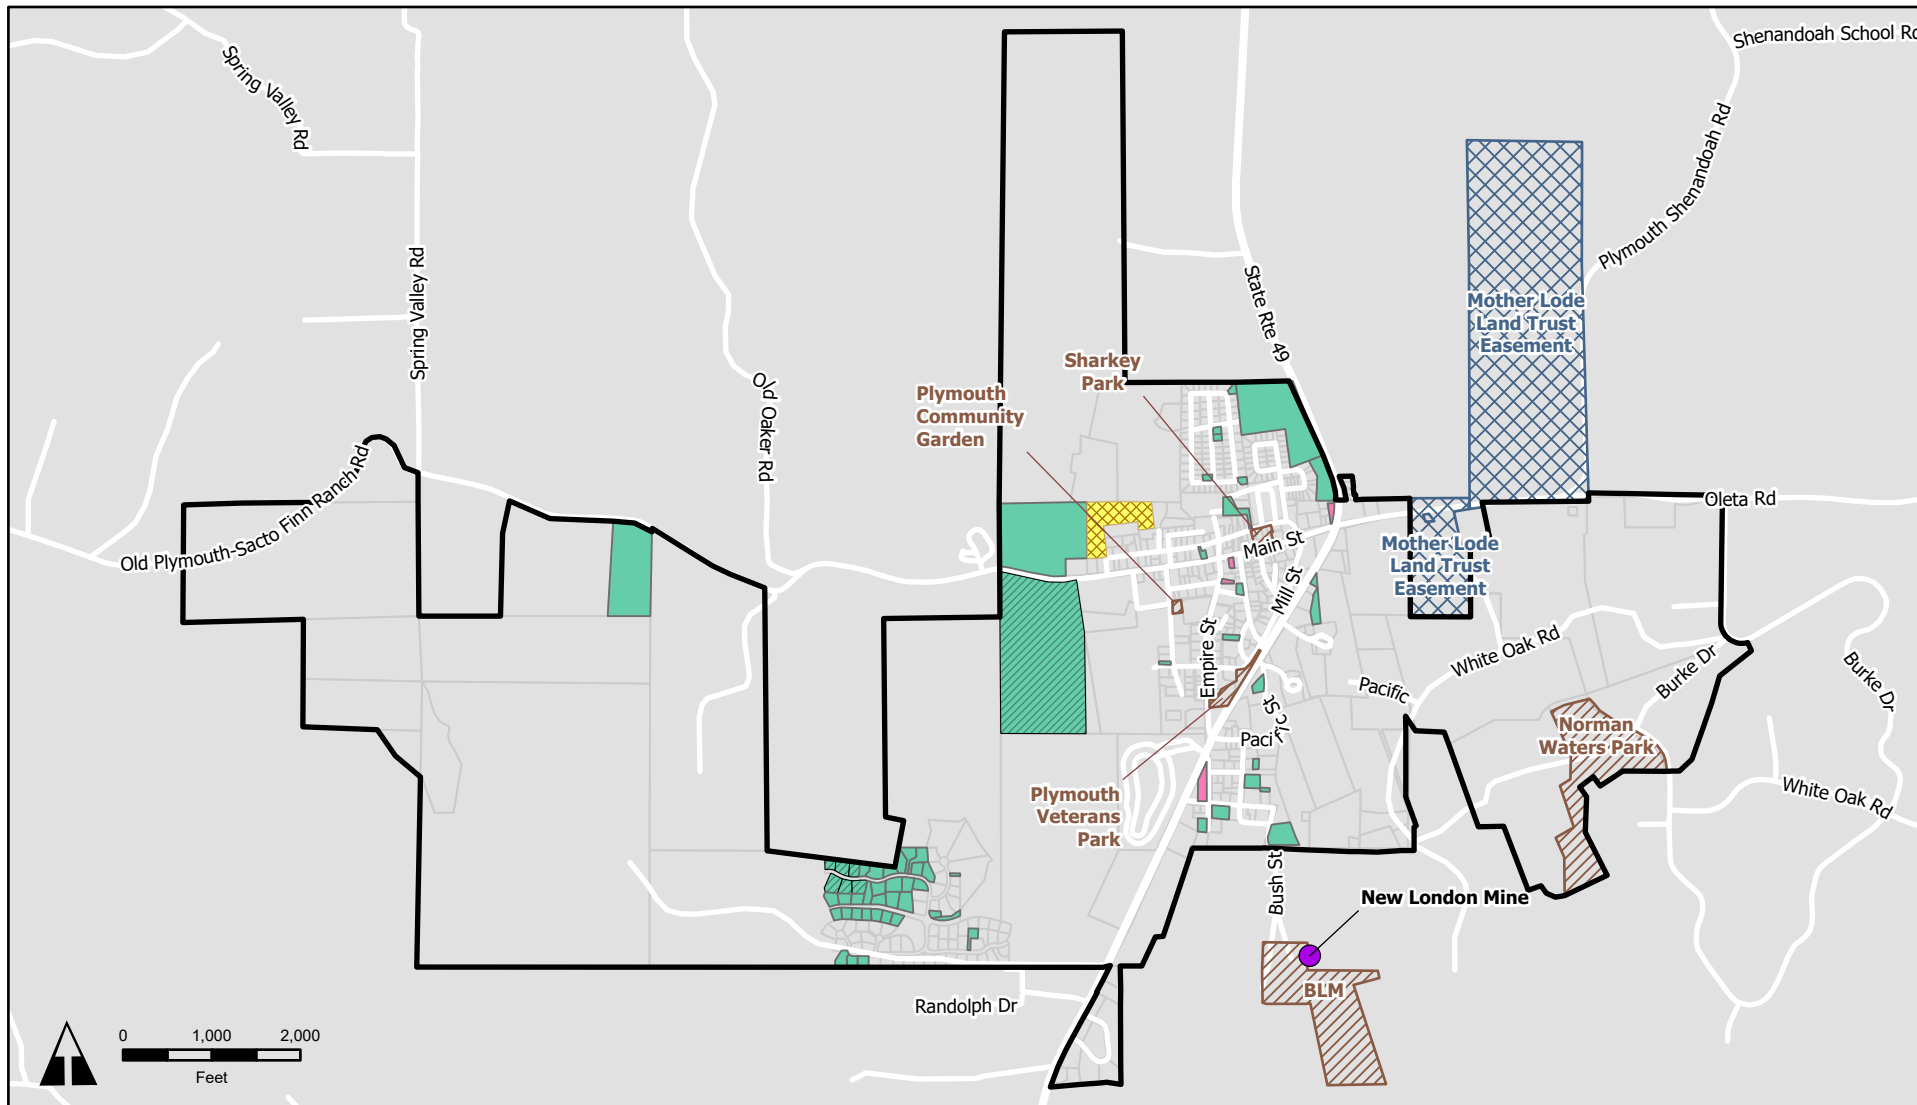 Shenandoah School Rd
Spring Valley Rd
Plymouth Shenandoah Rd
Spring Valley Rd
State Rte 49
Mother Lode
Land Trust
Easement
Sharkey
Park
Old Oaker Rd
Plymouth
Community
Garden
Old Plymouth-Sacto Finn Ranch Rd
Oleta Rd
Main St
Mother Lode
Land Trust
Easement
Mill St
Empire St
White Oak Rd
Burke Dr
Burke Dr
Pacific
Pacific St
Norman
Waters Park
Plymouth
Veterans
Park
White Oak Rd
Bush St
New London Mine
BLM
Randolph Dr
0 1,000 2,000
Feet